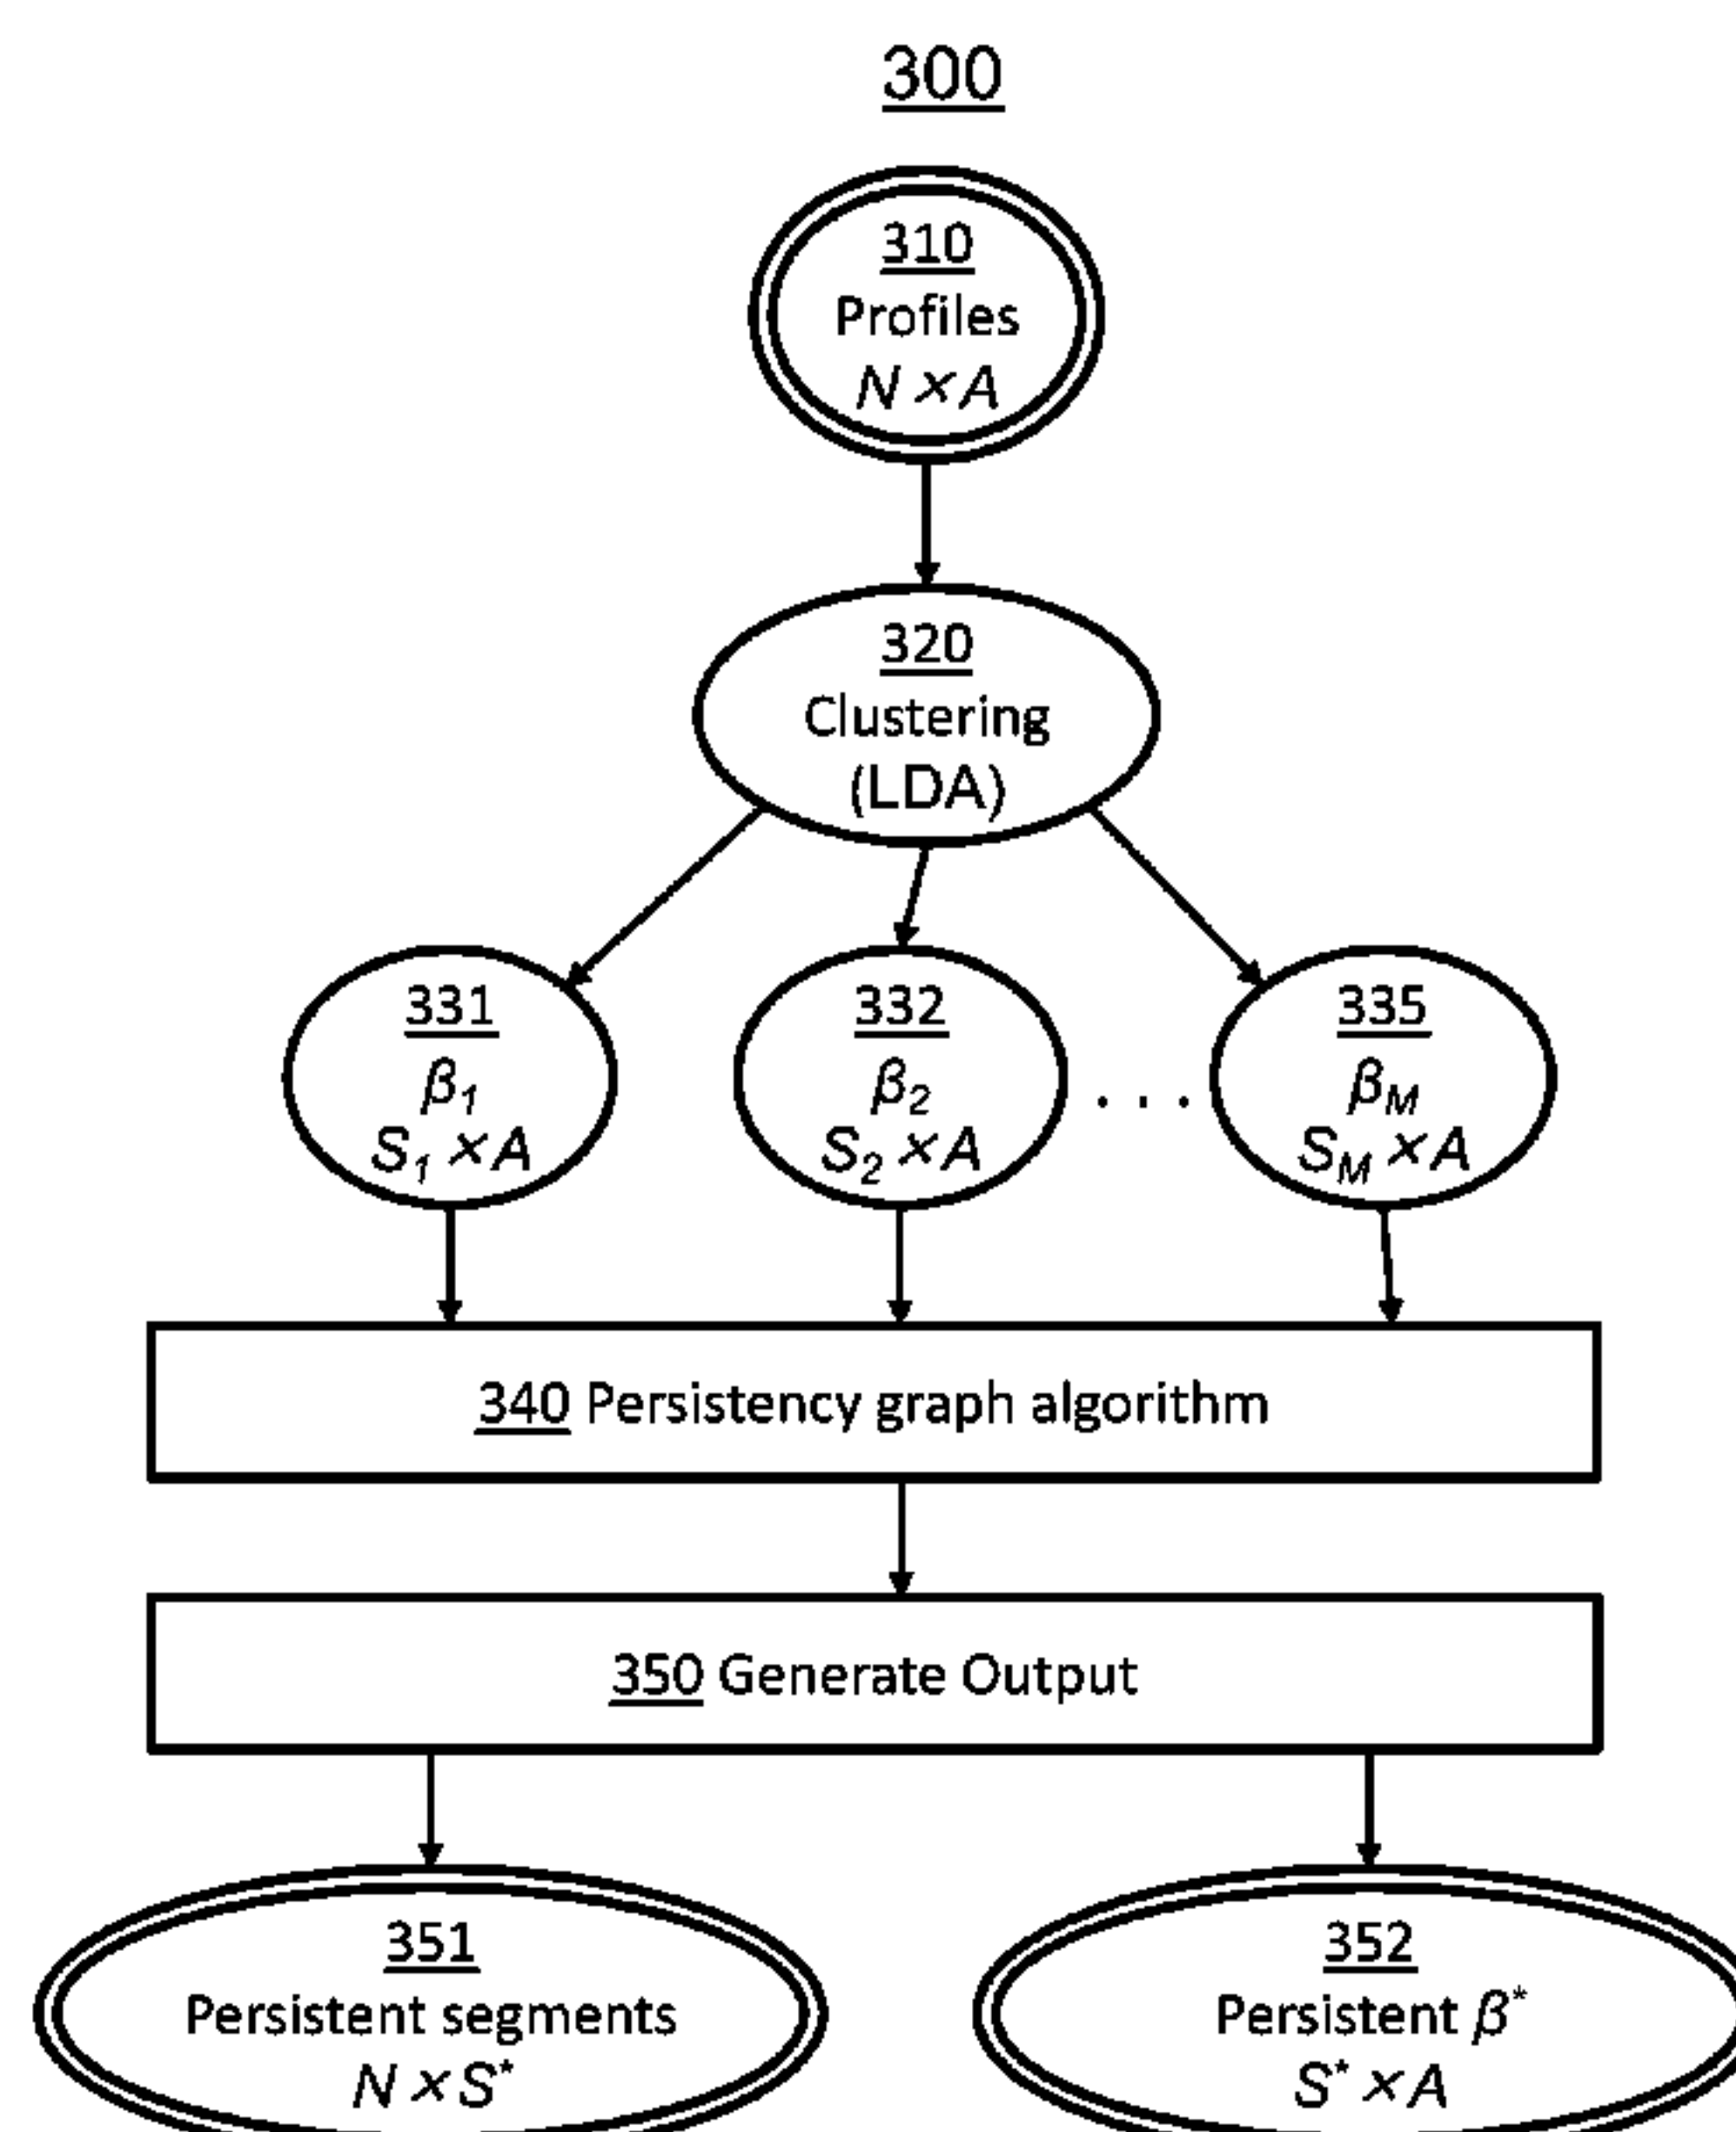 300
310
Profiles
N × A
320
Clustering
(LDA)
331
β1
S1 × A
332
β2
S2 × A
. . .
335
βM
SM × A
340 Persistency graph algorithm
350 Generate Output
351
Persistent segments
N × S*
352
Persistent β*
S* × A